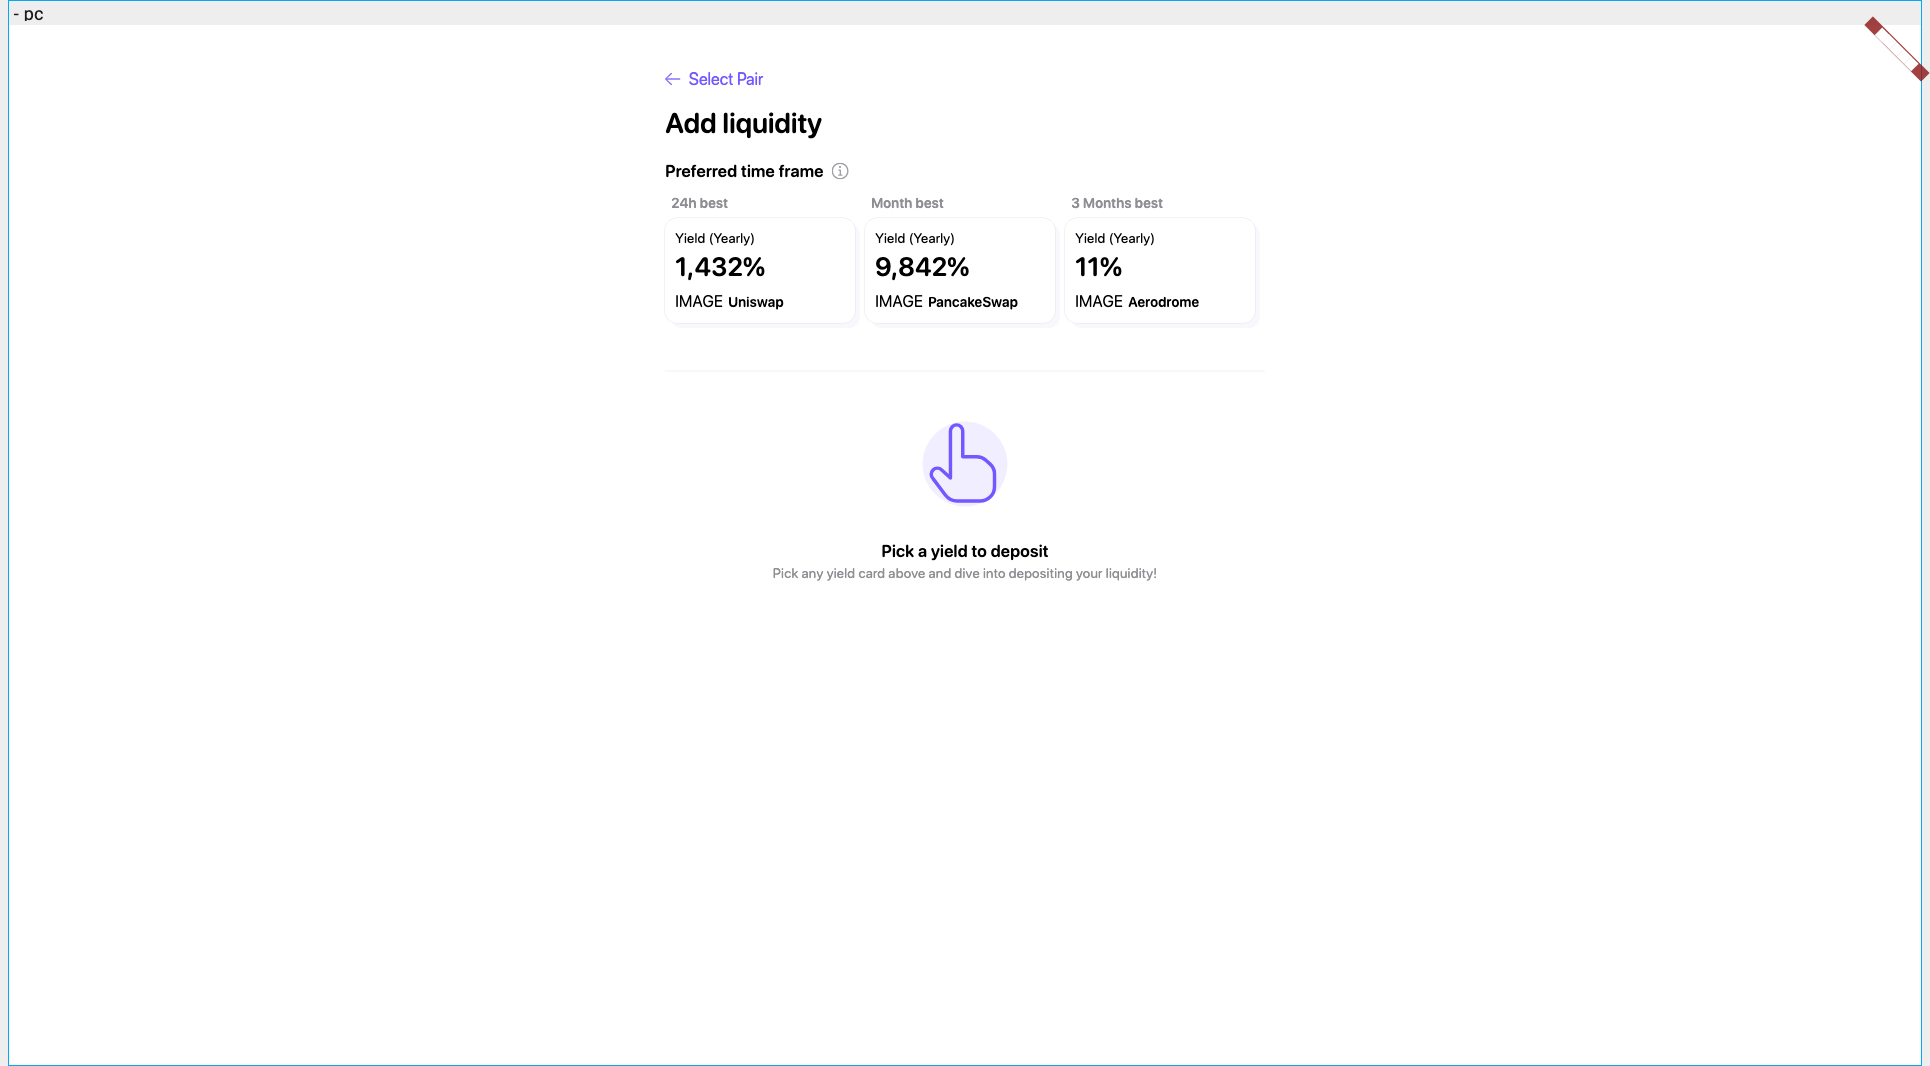 - pc
Select Pair
Add liquidity
Preferred time frame
24h best
Month best
3 Months best
Yield (Yearly)
1,432%
IMAGE Uniswap
Yield (Yearly)
9,842%
IMAGE PancakeSwap
Yield (Yearly)
11%
IMAGE Aerodrome
Pick a yield to deposit
Pick any yield card above and dive into depositing your liquidity!